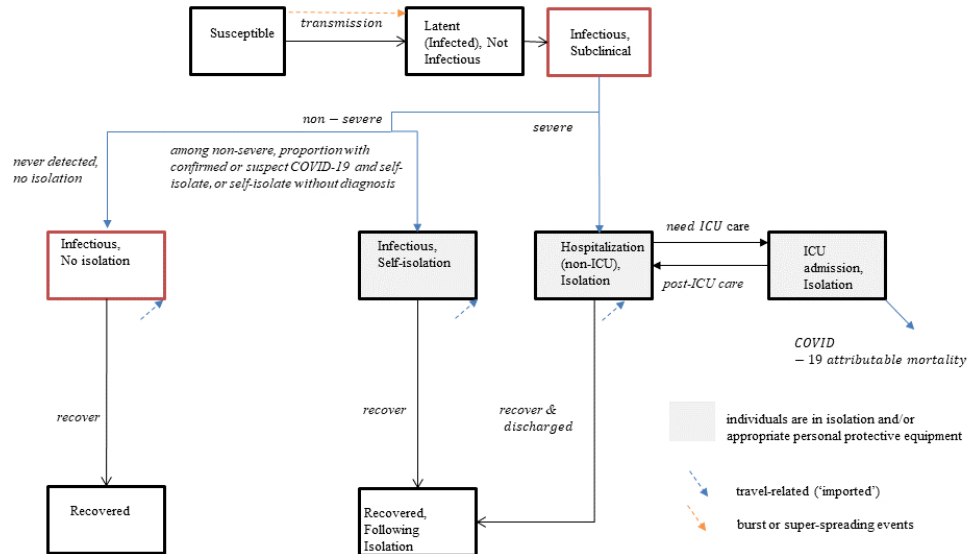 transmission
Susceptible
Latent
(Infected), Not
Infectious
Infectious,
Subclinical
non − severe
severe
never detected,
no isolation
among non-severe, proportion with
confirmed or suspect COVID-19 and self-
isolate, or self-isolate without diagnosis
Infectious,
No isolation
Infectious,
Self-isolation
Hospitalization
(non-ICU),
Isolation
need ICU care
post-ICU care
ICU
admission,
Isolation
COVID
− 19 attributable mortality
recover
recover
recover &
discharged
individuals are in isolation and/or
appropriate personal protective equipment
travel-related (‘imported’)
burst or super-spreading events
Recovered
Recovered,
Following
Isolation